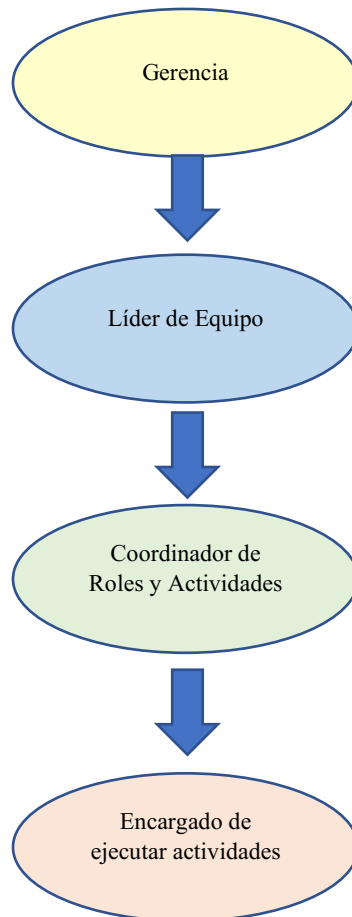 Gerencia
Líder de Equipo
Coordinador de
Roles y Actividades
Encargado de
ejecutar actividades